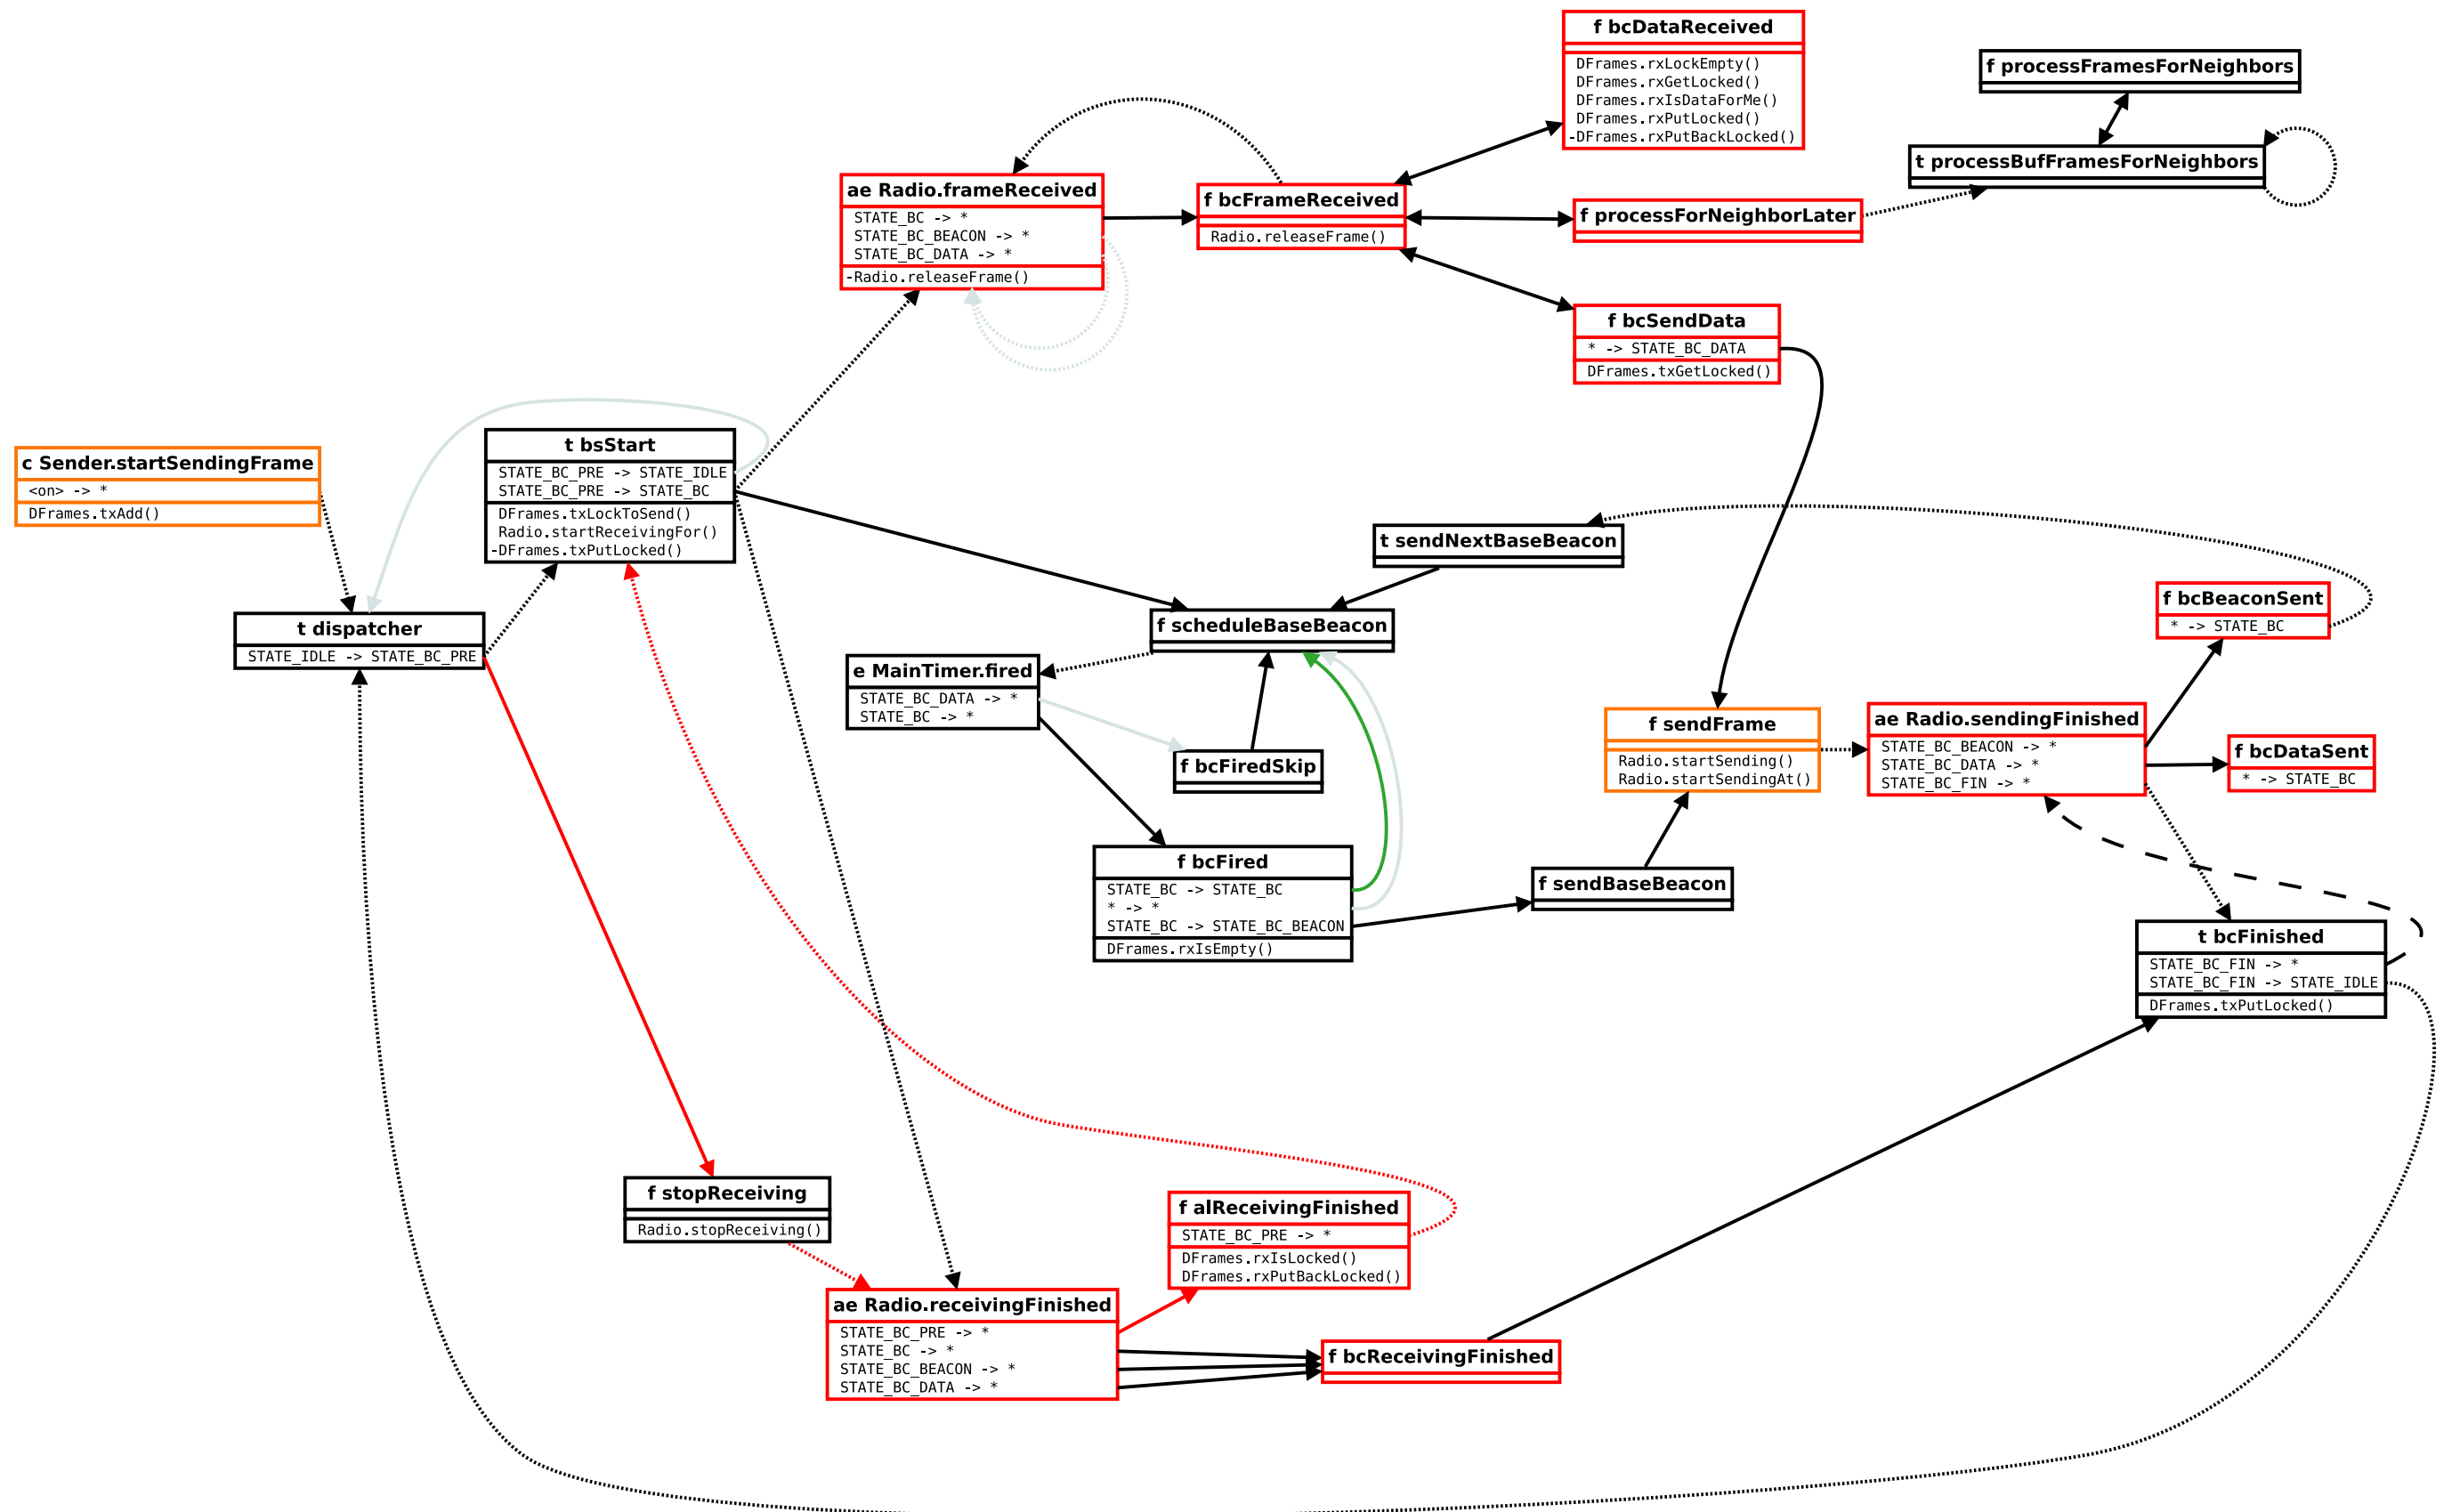 f bcDataReceived
DFrames.rxLockEmpty()
DFrames.rxGetLocked()
DFrames.rxIsDataForMe()
DFrames.rxPutLocked()
-DFrames.rxPutBackLocked()
f processFramesForNeighbors
t processBufFramesForNeighbors
ae Radio.frameReceived
STATE_BC -> *
STATE_BC_BEACON -> *
STATE_BC_DATA -> *
-Radio.releaseFrame()
f bcFrameReceived
Radio.releaseFrame()
f processForNeighborLater
f bcSendData
* -> STATE_BC_DATA
DFrames.txGetLocked()
c Sender.startSendingFrame
<on> -> *
DFrames.txAdd()
t bsStart
STATE_BC_PRE -> STATE_IDLE
STATE_BC_PRE -> STATE_BC
DFrames.txLockToSend()
Radio.startReceivingFor()
-DFrames.txPutLocked()
t sendNextBaseBeacon
t dispatcher
STATE_IDLE -> STATE_BC_PRE
f scheduleBaseBeacon
f bcBeaconSent
* -> STATE_BC
e MainTimer.fired
STATE_BC_DATA -> *
STATE_BC -> *
f bcFiredSkip
f sendFrame
Radio.startSending()
Radio.startSendingAt()
ae Radio.sendingFinished
STATE_BC_BEACON -> *
STATE_BC_DATA -> *
STATE_BC_FIN -> *
f bcDataSent
* -> STATE_BC
f bcFired
STATE_BC -> STATE_BC
* -> *
STATE_BC -> STATE_BC_BEACON
DFrames.rxIsEmpty()
f sendBaseBeacon
t bcFinished
STATE_BC_FIN -> *
STATE_BC_FIN -> STATE_IDLE
DFrames.txPutLocked()
f stopReceiving
Radio.stopReceiving()
f alReceivingFinished
STATE_BC_PRE -> *
DFrames.rxIsLocked()
DFrames.rxPutBackLocked()
ae Radio.receivingFinished
STATE_BC_PRE -> *
STATE_BC -> *
STATE_BC_BEACON -> *
STATE_BC_DATA -> *
f bcReceivingFinished